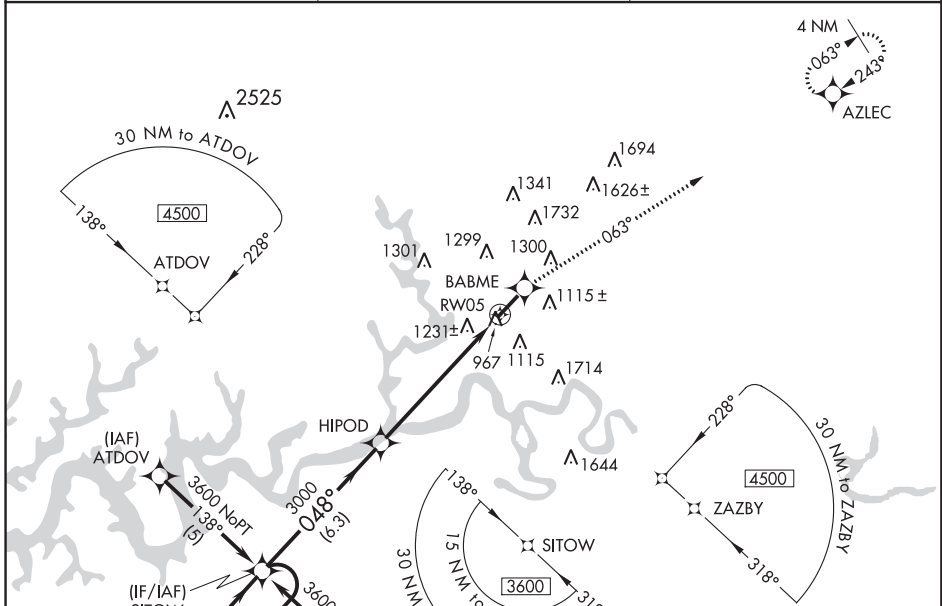 4 NM
063°
243°
AZLEC
2525
30 NM to ATDOV
4500
138°
228°
ATDOV
1694
1341
1626±
1732
063°
1299
1300
1301
BABME
1115±
RW05
1231±
967
1115
1714
HIPOD
1644
(IAF)
ATDOV
3600 NoPT
138°
(5)
3000
048°
(6.3)
138°
SITOW
30 NM
15 NM to
3600
228°
30 NM to ZAZBY
4500
ZAZBY
318°
(IF/IAF)
3600